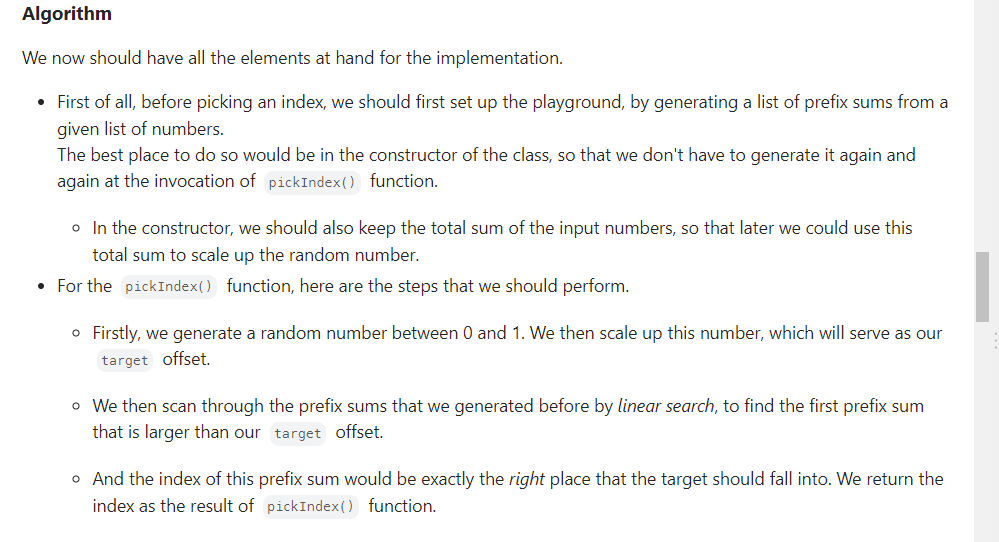 Algorithm
We now should have all the elements at hand for the implementation.
• First of all, before picking an index, we should first set up the playground, by generating a list of prefix sums from a
given list of numbers.
The best place to do so would be in the constructor of the class, so that we don't have to generate it again and
again at the invocation of pickIndex() function.
◦ In the constructor, we should also keep the total sum of the input numbers, so that later we could use this
total sum to scale up the random number.
• For the pickIndex() function, here are the steps that we should perform.
◦ Firstly, we generate a random number between 0 and 1. We then scale up this number, which will serve as our
target offset.
◦ We then scan through the prefix sums that we generated before by linear search, to find the first prefix sum
that is larger than our target offset.
◦ And the index of this prefix sum would be exactly the right place that the target should fall into. We return the
index as the result of pickIndex() function.